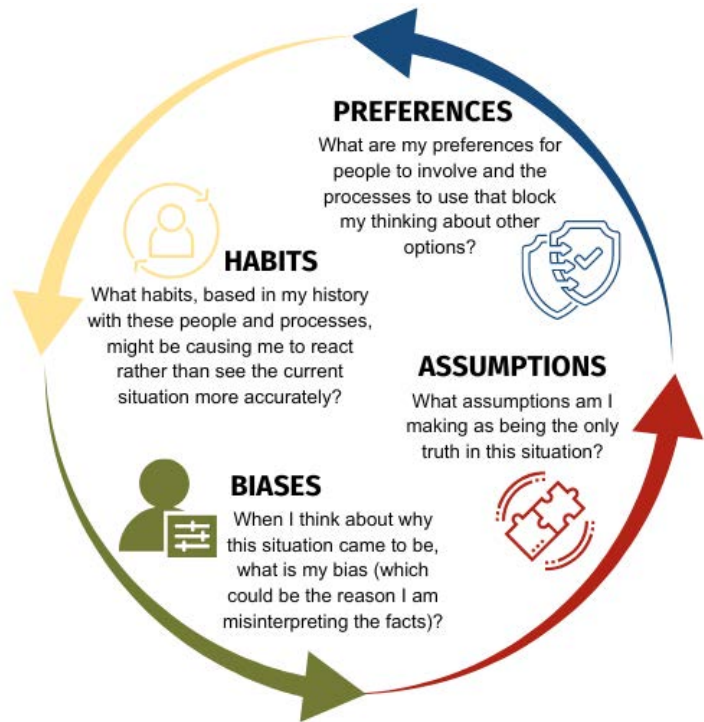 PREFERENCES
What are my preferences for
people to involve and the
processes to use that block
my thinking about other
options?
HABITS
What habits, based in my history
with these people and processes,
might be causing me to react
rather than see the current
situation more accurately?
ASSUMPTIONS
What assumptions am I
making as being the only
truth in this situation?
BIASES
When I think about why
this situation came to be,
what is my bias (which
could be the reason I am
misinterpreting the facts)?